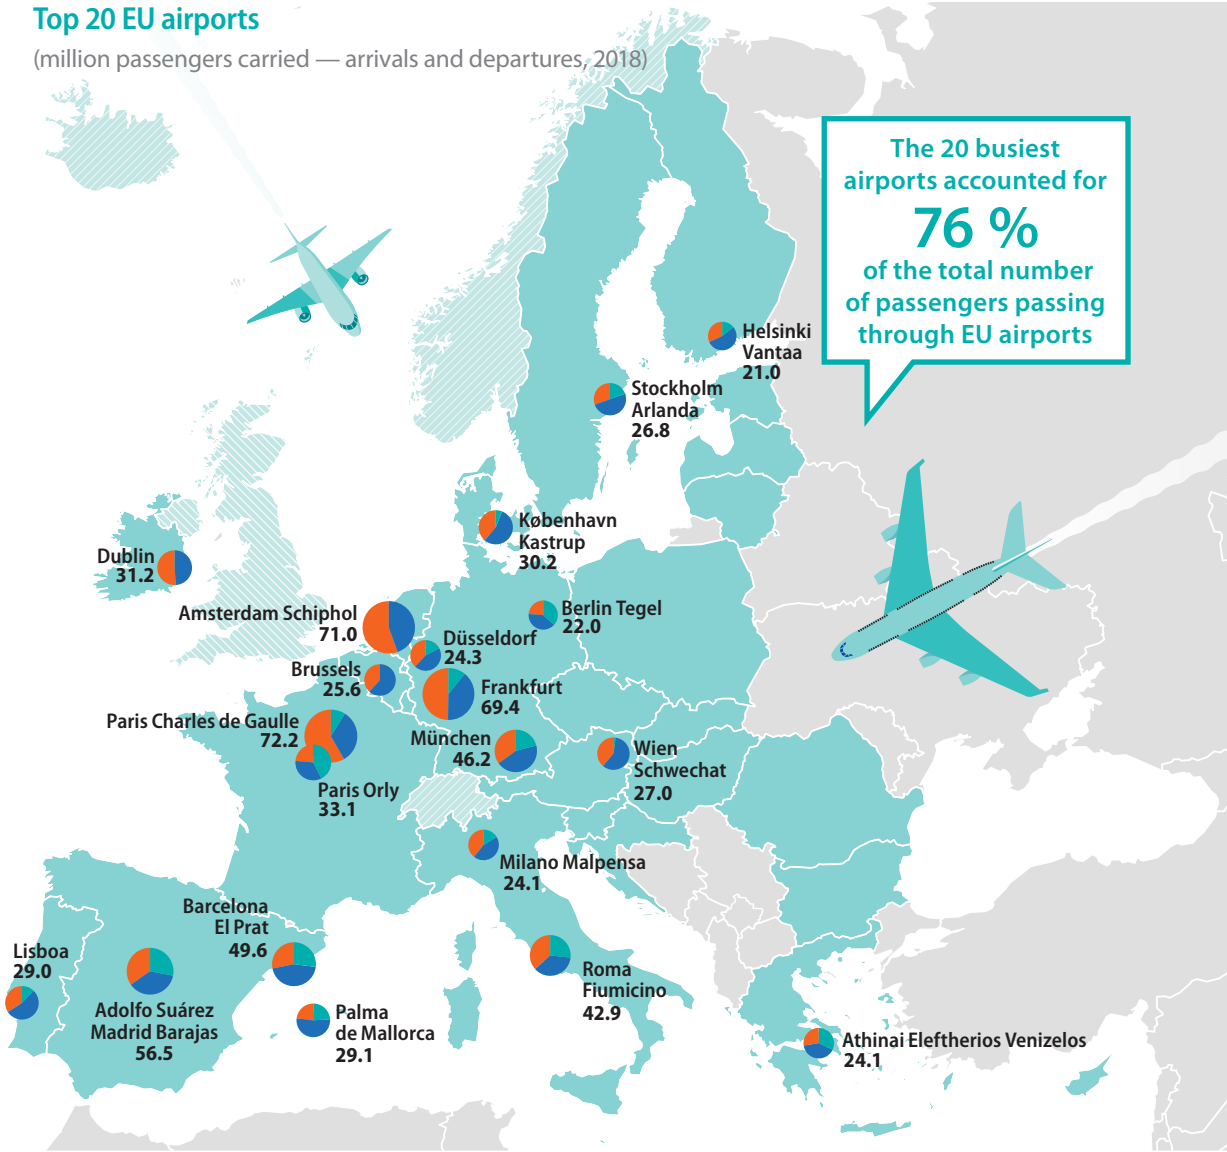 Top 20 EU airports
(million passengers carried — arrivals and departures, 2018)
The 20 busiest
airports accounted for
76 %
of the total number
of passengers passing
through EU airports
Helsinki
Vantaa
21.0
Stockholm
Arlanda
26.8
København
Kastrup
30.2
Dublin
31.2
Amsterdam Schiphol
71.0
Berlin Tegel
22.0
Düsseldorf
24.3
Brussels
25.6
Frankfurt
69.4
Paris Charles de Gaulle
72.2
München
46.2
Wien
Schwechat
27.0
Paris Orly
33.1
Milano Malpensa
24.1
Barcelona
El Prat
49.6
Lisboa
29.0
Adolfo Suárez
Madrid Barajas
56.5
Palma
de Mallorca
29.1
Roma
Fiumicino
42.9
Athinai Eleftherios Venizelos
24.1